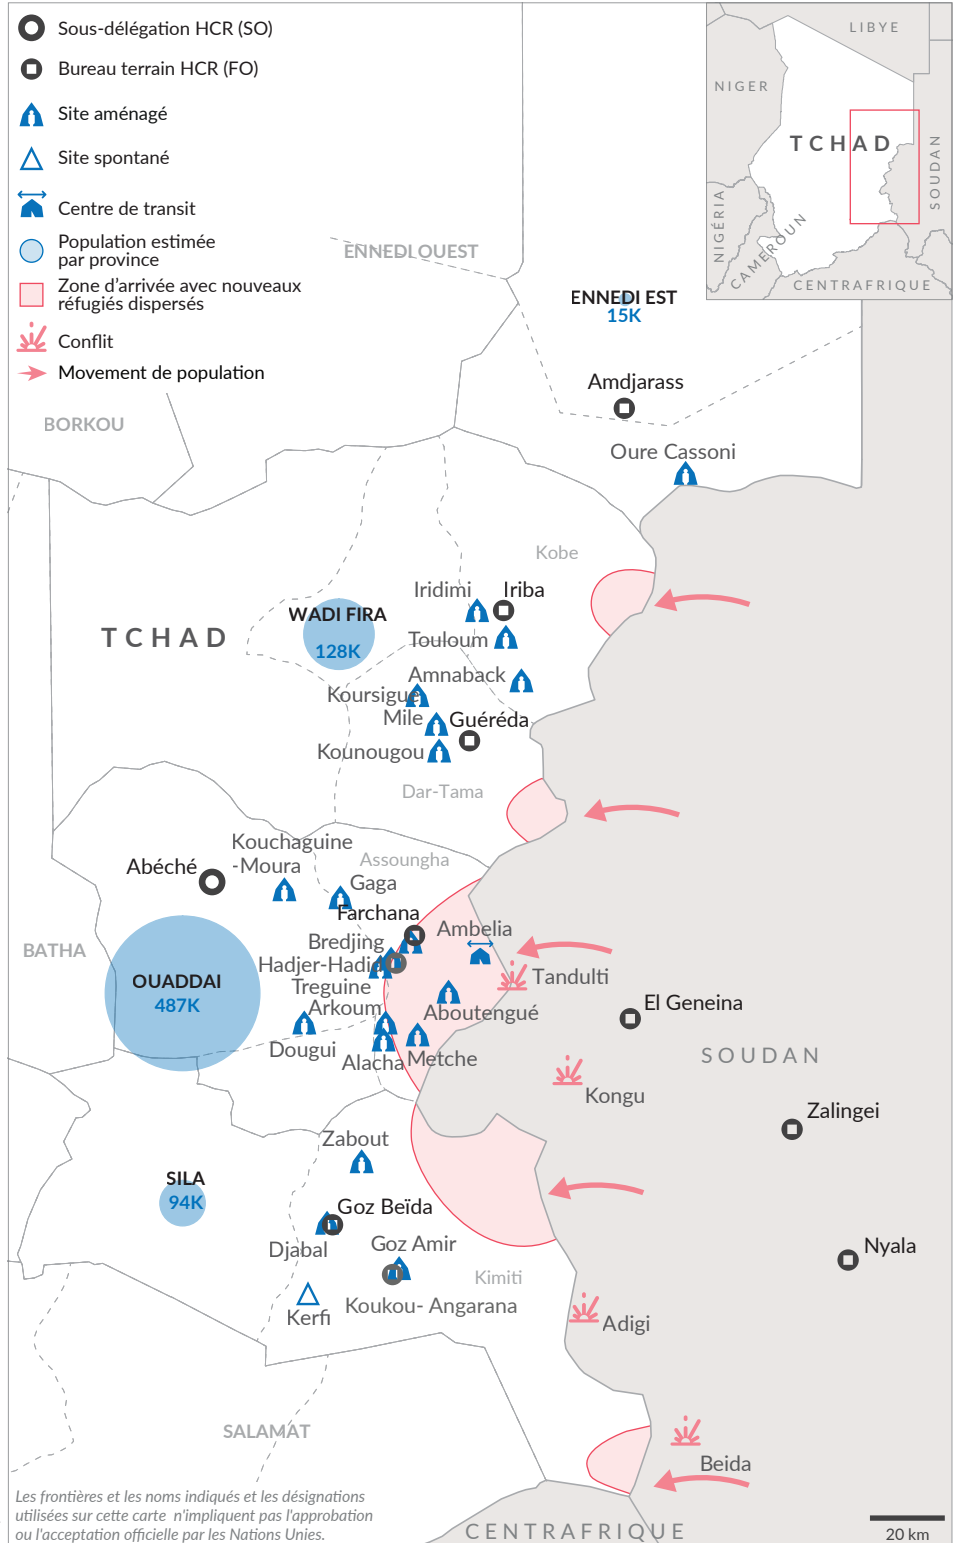 Sous-délégation HCR (SO)
Bureau terrain HCR (FO)
Site aménagé
Site spontané
Centre de transit
Population estimée
par province
Zone d'arrivée avec nouveaux
réfugiés dispersés
Conflit
Movement de population
LIBYE
NIGER
TCHAD
SOUDAN
NIGÉRIA
CAMEROUN
CENTRAFRIQUE
ENNEDI OUEST
ENNEDI EST
15K
Amdjarass
BORKOU
Oure Cassoni
Kobe
Iridimi
Iriba
WADI FIRA
TCHAD
Touloum
128K
Amnaback
Koursigue
Mile
Guéréda
Kounougou
Dar-Tama
Kouchaguine
-Moura
Assoungha
Abéché
Gaga
Farchana
Ambelia
Bredjing
BATHA
Hadjer-Hadid
Tandulti
OUADDAI
Treguine
487K
Arkoum
Aboutengué
El Geneina
Dougui
Alacha
Metche
SOUDAN
Kongu
Zalingei
Zabout
SILA
94K
Goz Beïda
Djabal
Goz Amir
Nyala
Kimiti
Kerfi
Koukou- Angarana
Adigi
SALAMAT
Beida
Les frontières et les noms indiqués et les désignations
utilisées sur cette carte n'impliquent pas l'approbation
ou l'acceptation officielle par les Nations Unies.
CENTRAFRIQUE
20 km